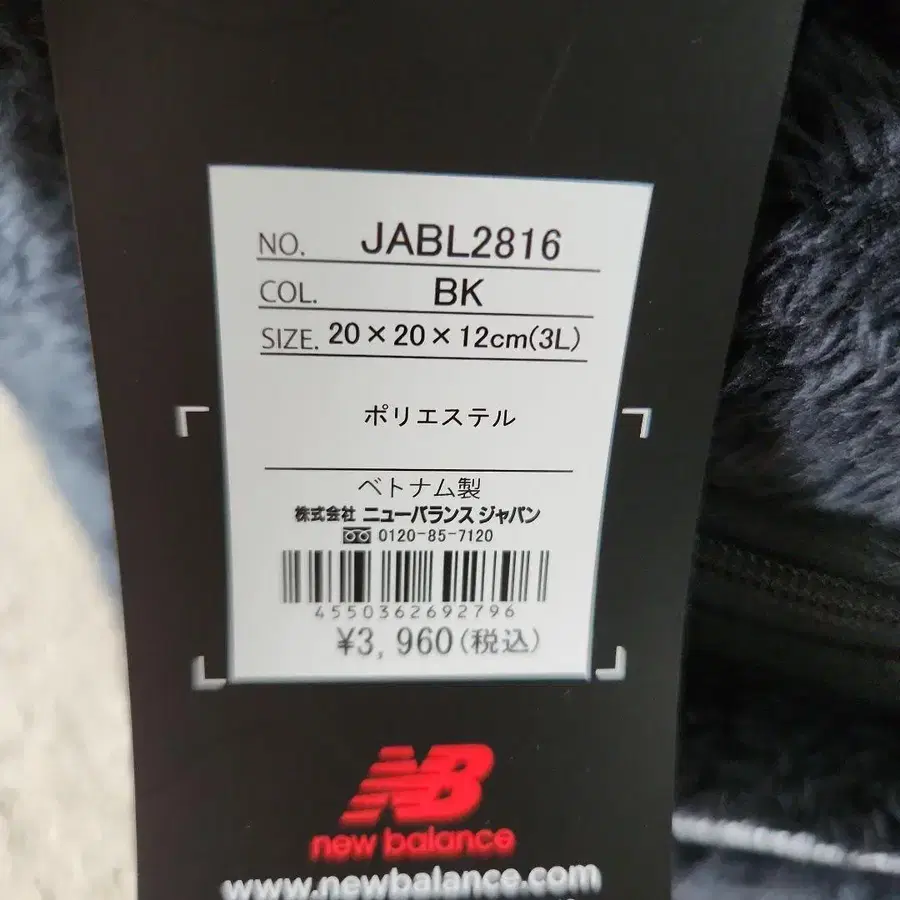 NO. JABL2816
COL. BK
SIZE. 20×20×12cm(3L)
ポリエステル
ベトナム製
株式会社 ニューバランス ジャパン
0120-85-7120
4550362692796
¥3,960(税込)
NB
new balance
www.newbalance.com